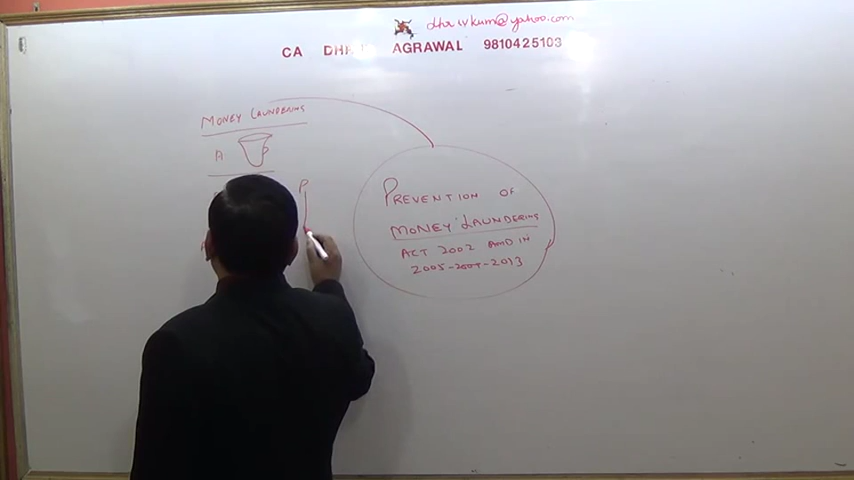 dhruvkum@yahoo.com
CA DH AGRAWAL 9810425103
MONEY LAUNDERING
A
P
PREVENTION OF
MONEY LAUNDERING
ACT 2002 AMD IN
2005-2009-2013